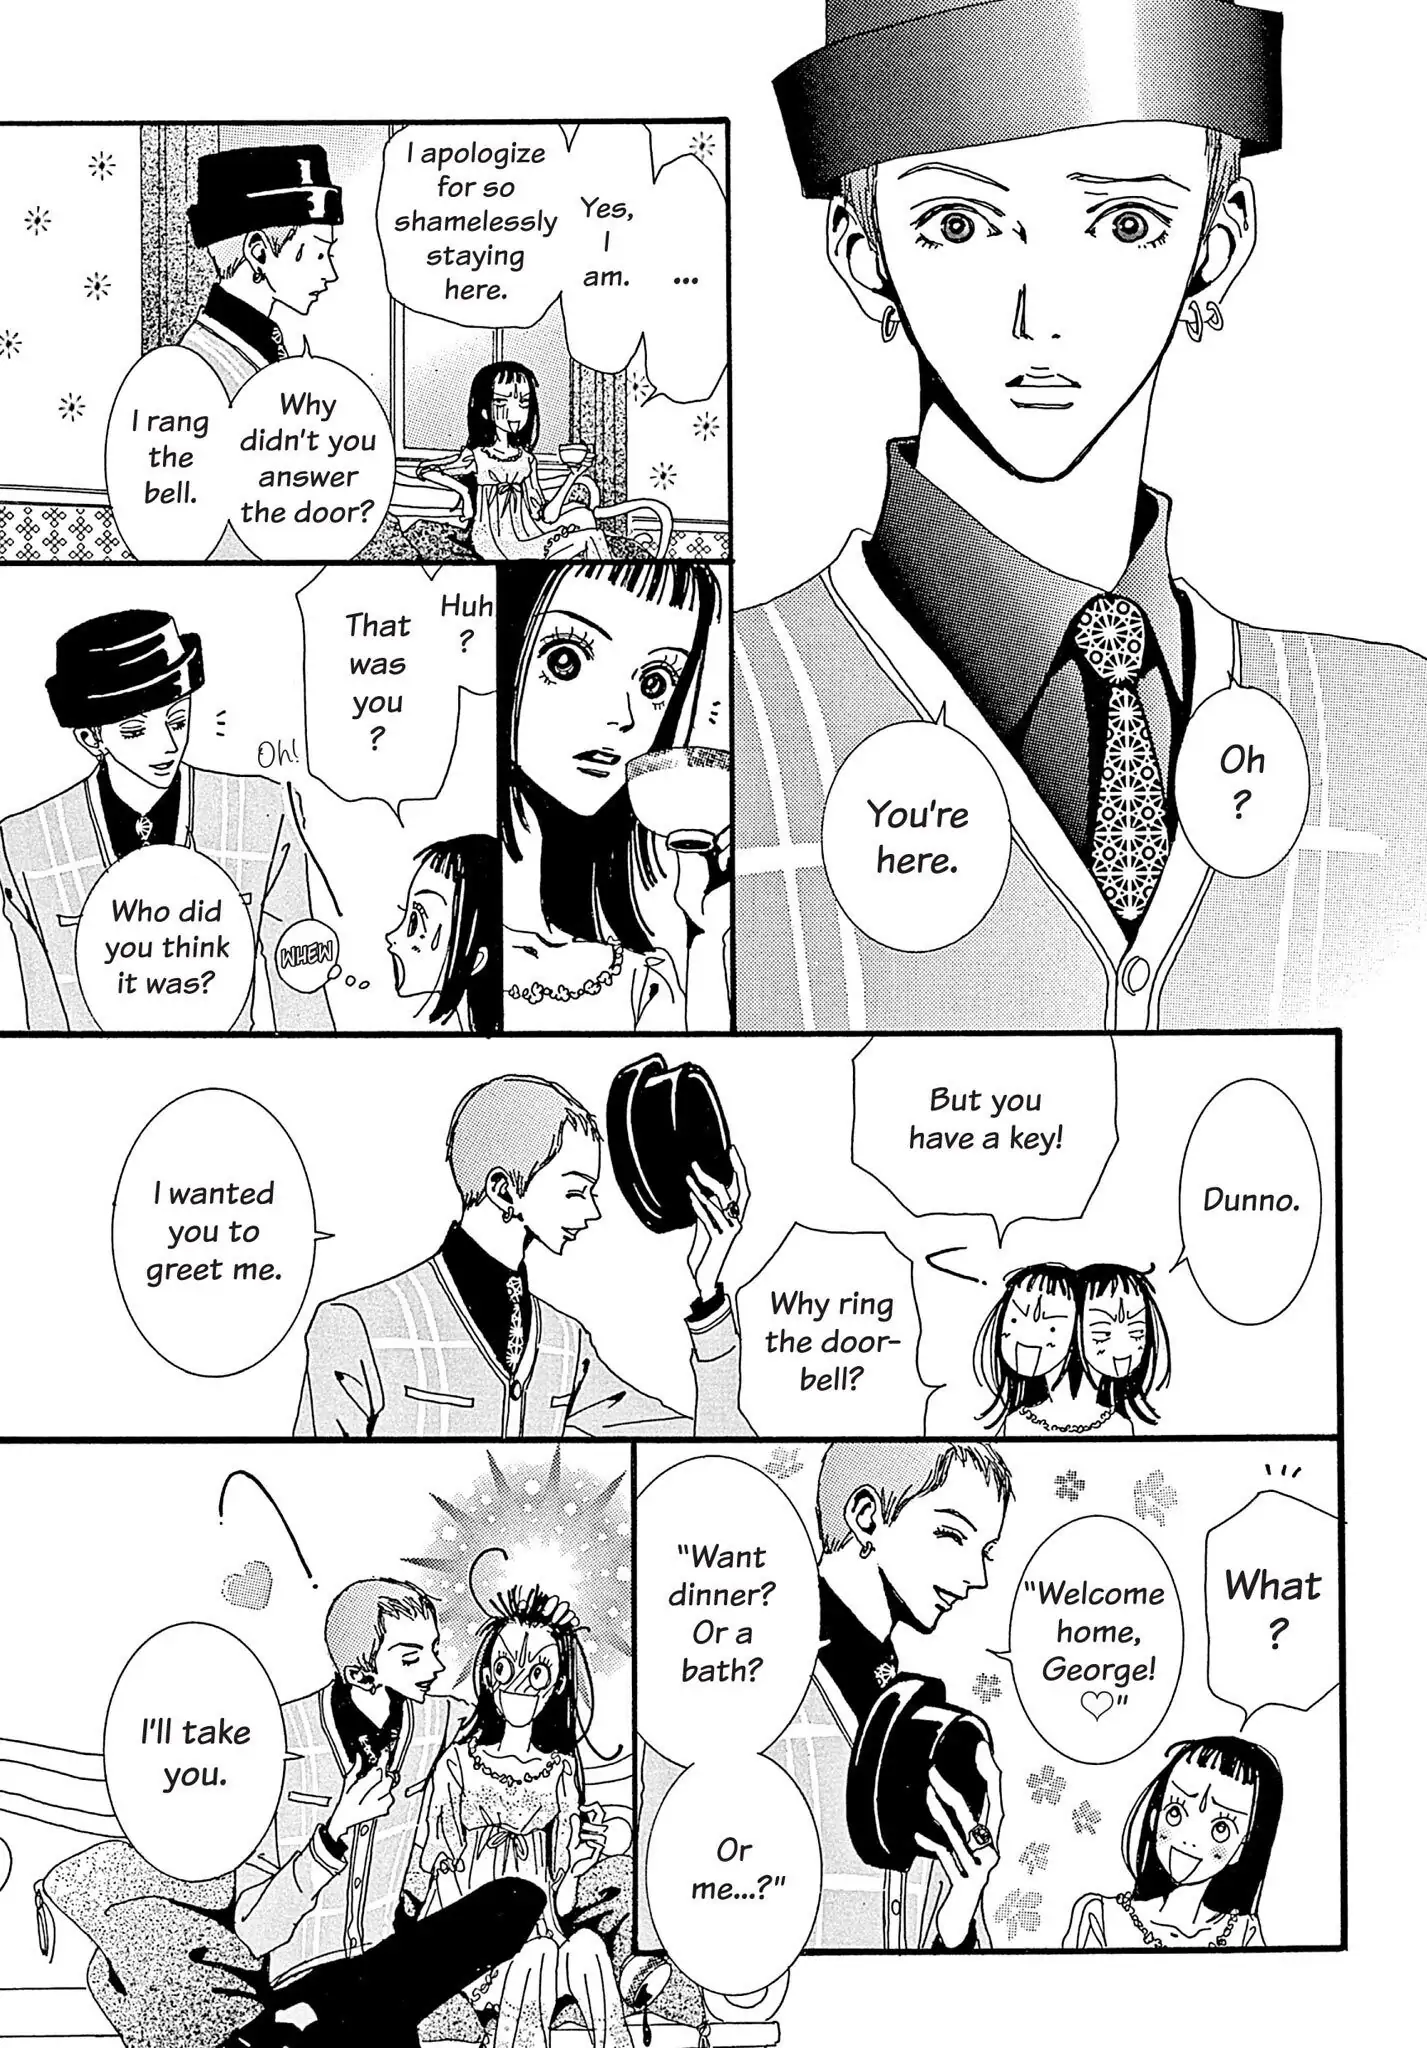 Oh
?
You're
here.
...
Yes,
I
am.
I apologize
for so
shamelessly
staying
here.
Why
didn't you
answer
the door?
I rang
the
bell.
Huh
?
That
was
you
?
Oh!
WHEW
Who did
you think
it was?
Dunno.
But you
have a key!
Why ring
the door-
bell?
I wanted
you to
greet me.
What
?
"Welcome
home,
George!
♡"
"Want
dinner?
Or a
bath?
Or
me...?"
I'll take
you.